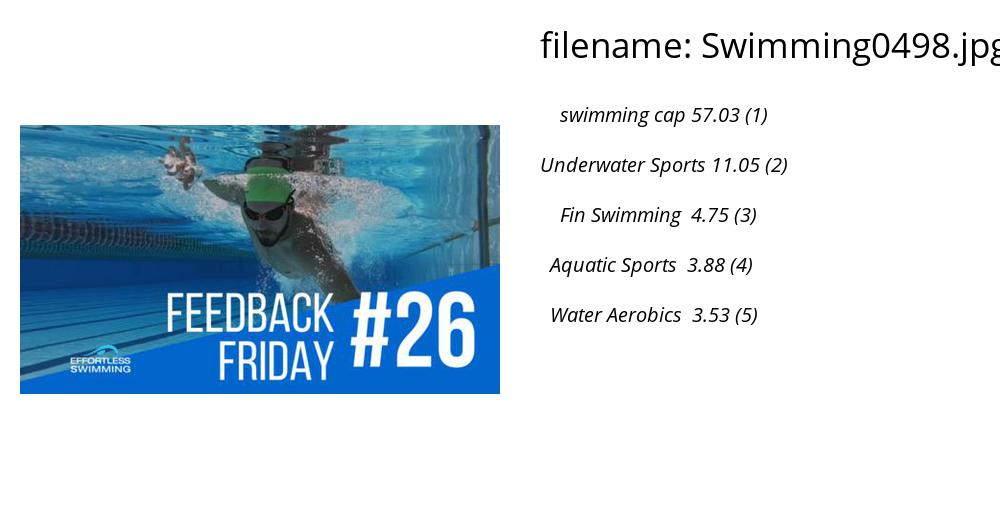 filename: Swimming0498.jpg
swimming cap 57.03 (1)
Underwater Sports 11.05 (2)
Fin Swimming 4.75 (3)
Aquatic Sports 3.88 (4)
Water Aerobics 3.53 (5)
FEEDBACK
FRIDAY
#26
EFFORTLESS
SWIMMING